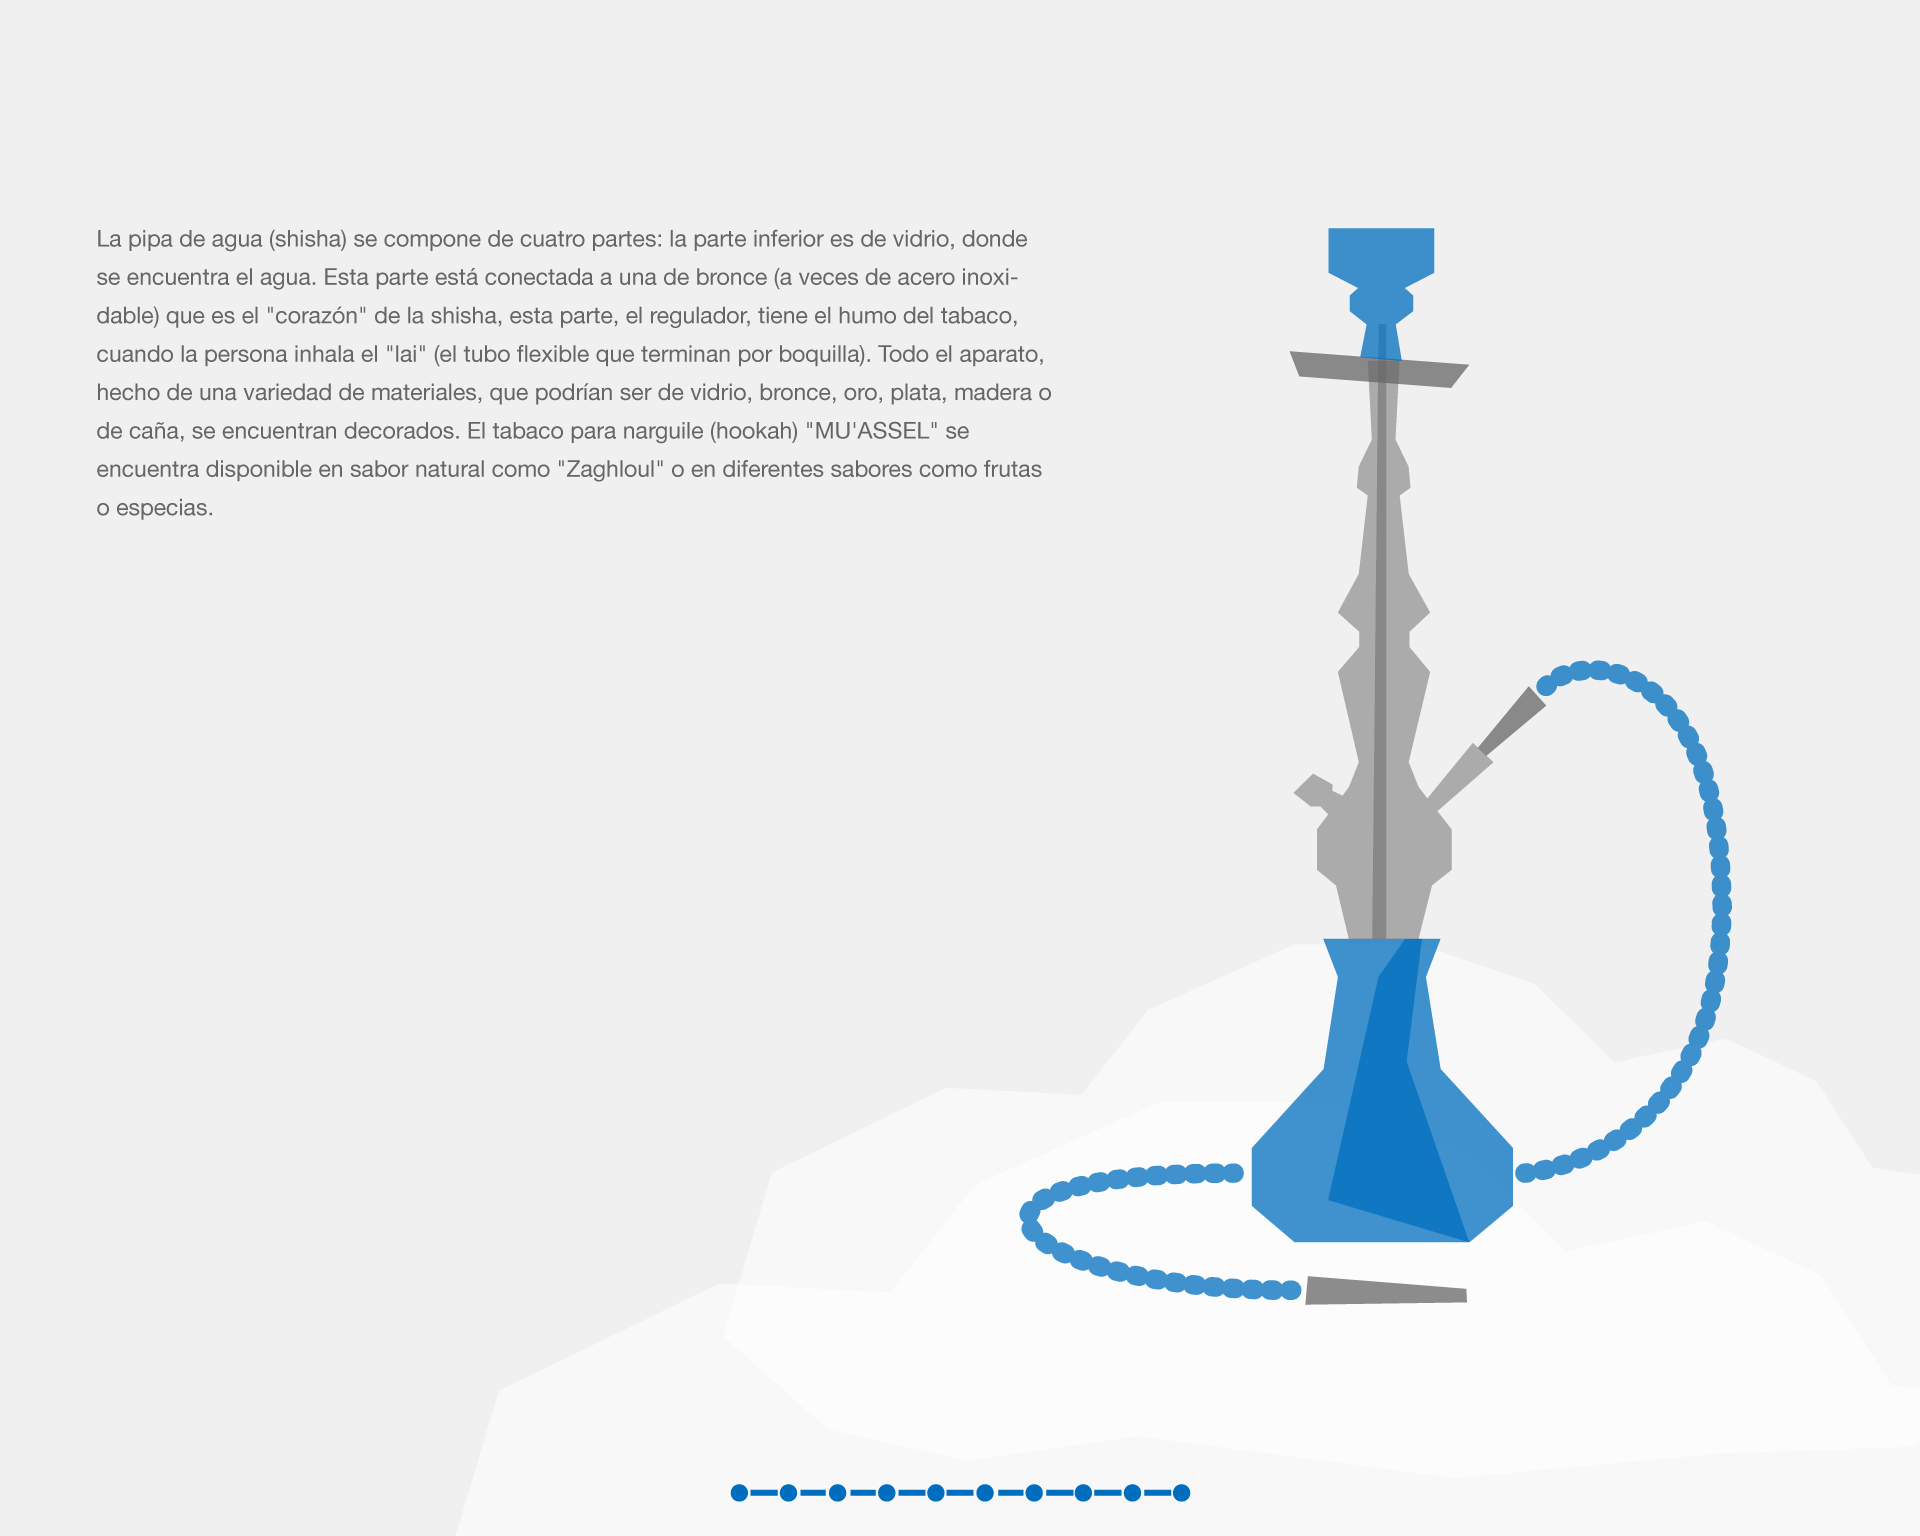 La pipa de agua (shisha) se compone de cuatro partes: la parte inferior es de vidrio, donde
se encuentra el agua. Esta parte está conectada a una de bronce (a veces de acero inoxi-
dable) que es el "corazón" de la shisha, esta parte, el regulador, tiene el humo del tabaco,
cuando la persona inhala el "lai" (el tubo flexible que terminan por boquilla). Todo el aparato,
hecho de una variedad de materiales, que podrían ser de vidrio, bronce, oro, plata, madera o
de caña, se encuentran decorados. El tabaco para narguile (hookah) "MU'ASSEL" se
encuentra disponible en sabor natural como "Zaghloul" o en diferentes sabores como frutas
o especias.